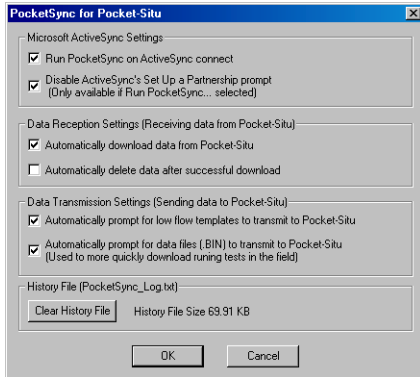 PocketSync for Pocket-Situ
Microsoft ActiveSync Settings
Run PocketSync on ActiveSync connect
Disable ActiveSync's Set Up a Partnership prompt
(Only available if Run PocketSync... selected)
Data Reception Settings (Receiving data from Pocket-Situ)
Automatically download data from Pocket-Situ
Automatically delete data after successful download
Data Transmission Settings (Sending data to Pocket-Situ)
Automatically prompt for low flow templates to transmit to Pocket-Situ
Automatically prompt for data files (.BIN) to transmit to Pocket-Situ
(Used to more quickly download runing tests in the field)
History File (PocketSync_Log.txt)
Clear History File
History File Size 69.91 KB
OK
Cancel